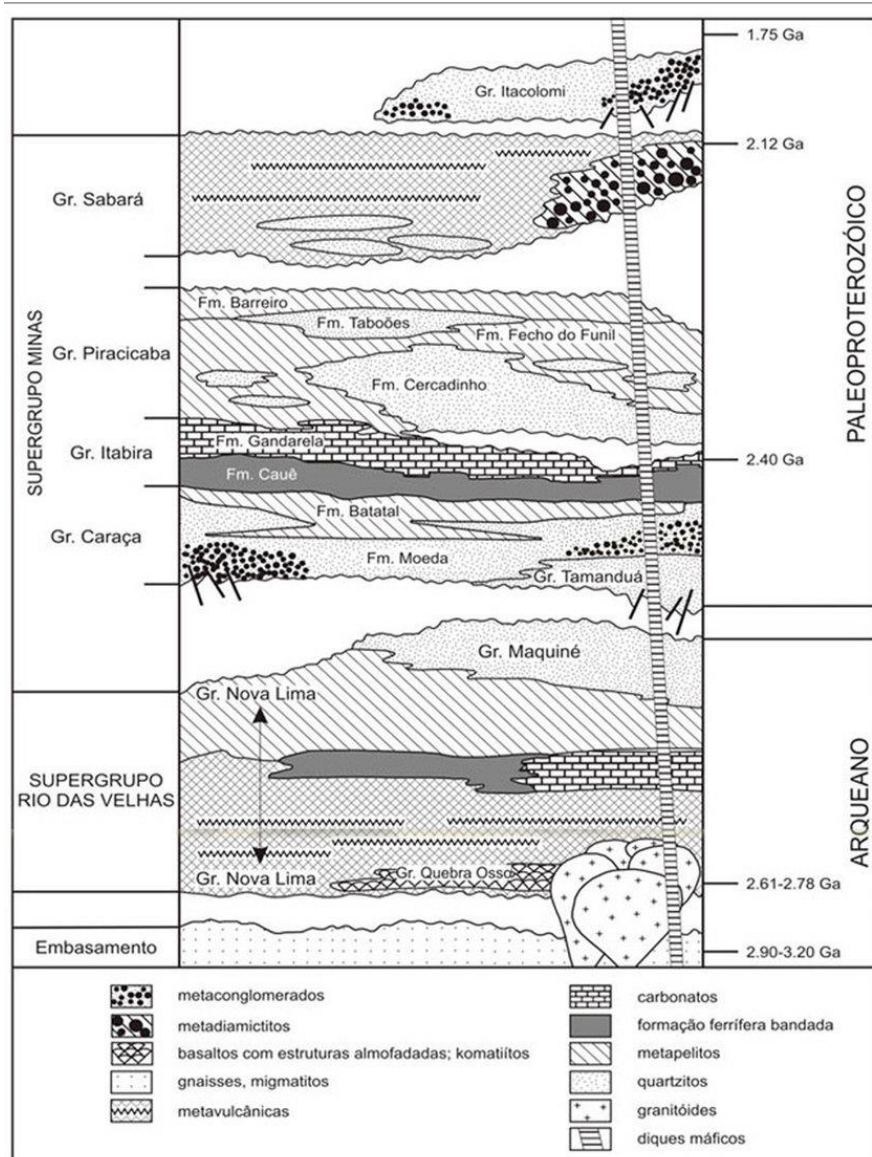 1.75 Ga
Gr. Itacolomi
2.12 Ga
Gr. Sabará
Fm. Barreiro
Fm. Taboões
Fm. Fecho do Funil
Gr. Piracicaba
Fm. Cercadinho
SUPERGRUPO MINAS
PALEOPROTEROZÓICO
Fm. Gandarela
Gr. Itabira
2.40 Ga
Fm. Cauê
Fm. Batatal
Gr. Caraça
Fm. Moeda
Gr. Tamanduá
Gr. Maquiné
Gr. Nova Lima
SUPERGRUPO
RIO DAS VELHAS
ARQUEANO
Gr. Nova Lima
Gr. Quebra Osso
2.61-2.78 Ga
Embasamento
2.90-3.20 Ga
metaconglomerados
metadiamictitos
basaltos com estruturas almofadadas; komatiítos
gnaisses, migmatitos
metavulcânicas
carbonatos
formação ferrífera bandada
metapelitos
quartzitos
granitóides
diques máficos